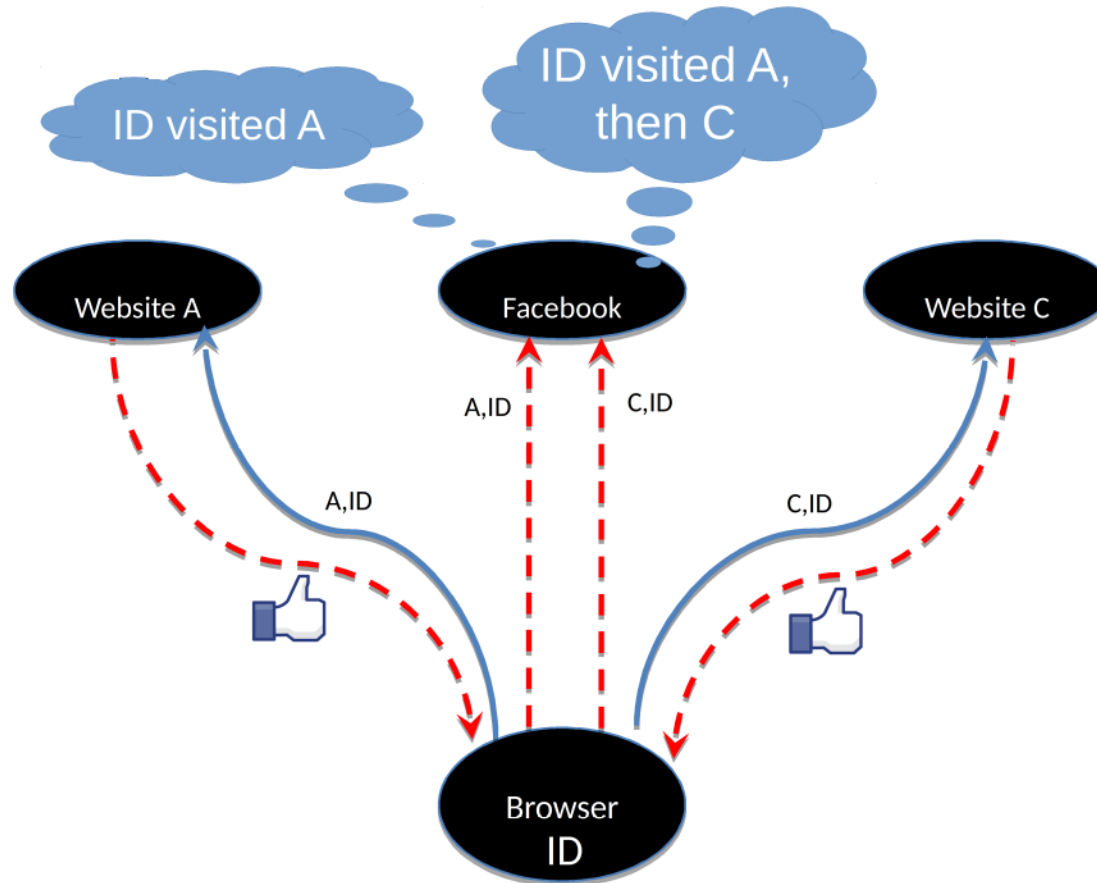 ID visited A
ID visited A,
then C
Website A
Facebook
Website C
A,ID
C,ID
A,ID
C,ID
Browser
ID